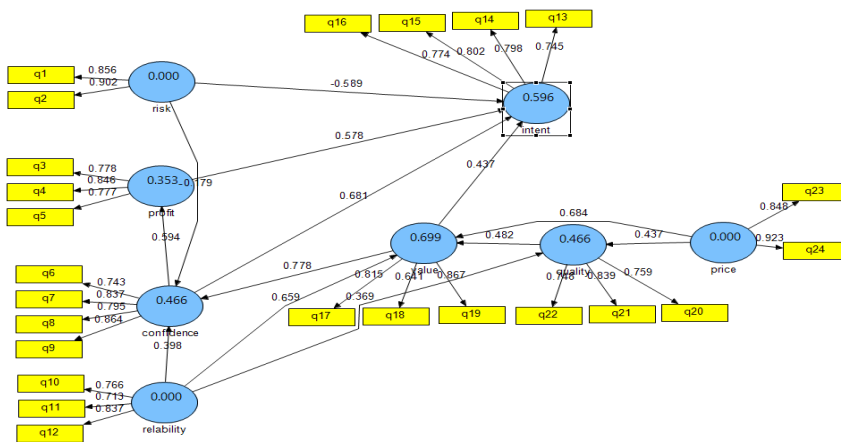 q16
q15
q14
q13
0.774
0.802
0.798
0.745
q1
0.856
q2
0.902
0.000
risk
-0.589
0.596
intent
0.578
q3
0.778
q4
0.846
q5
0.777
0.353
-0.179
profit
0.681
0.437
0.684
q23
0.848
0.594
0.699
value
0.482
0.466
quality
0.437
0.000
price
0.923
q24
q6
0.743
q7
0.837
q8
0.795
q9
0.864
0.466
confidence
0.778
0.659
0.815
0.641
0.867
0.369
0.746
0.839
0.759
q17
q18
q19
q22
q21
q20
0.398
q10
0.766
q11
0.713
q12
0.837
0.000
relability